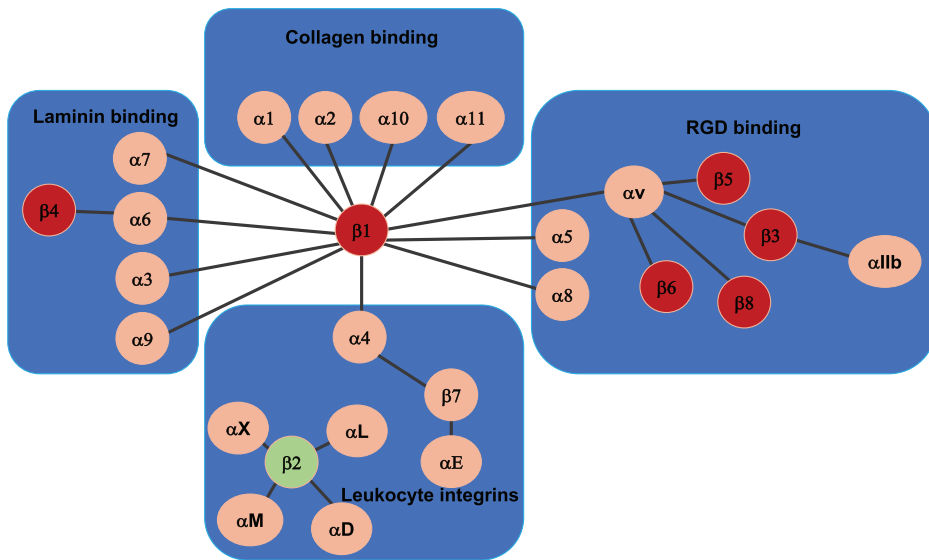 Collagen binding
α1
α2
α10
α11
Laminin binding
α7
β4
α6
α3
α9
β1
RGD binding
αv
β5
α5
β3
αIIb
α8
β6
β8
α4
β7
αX
αL
β2
αE
Leukocyte integrins
αM
αD